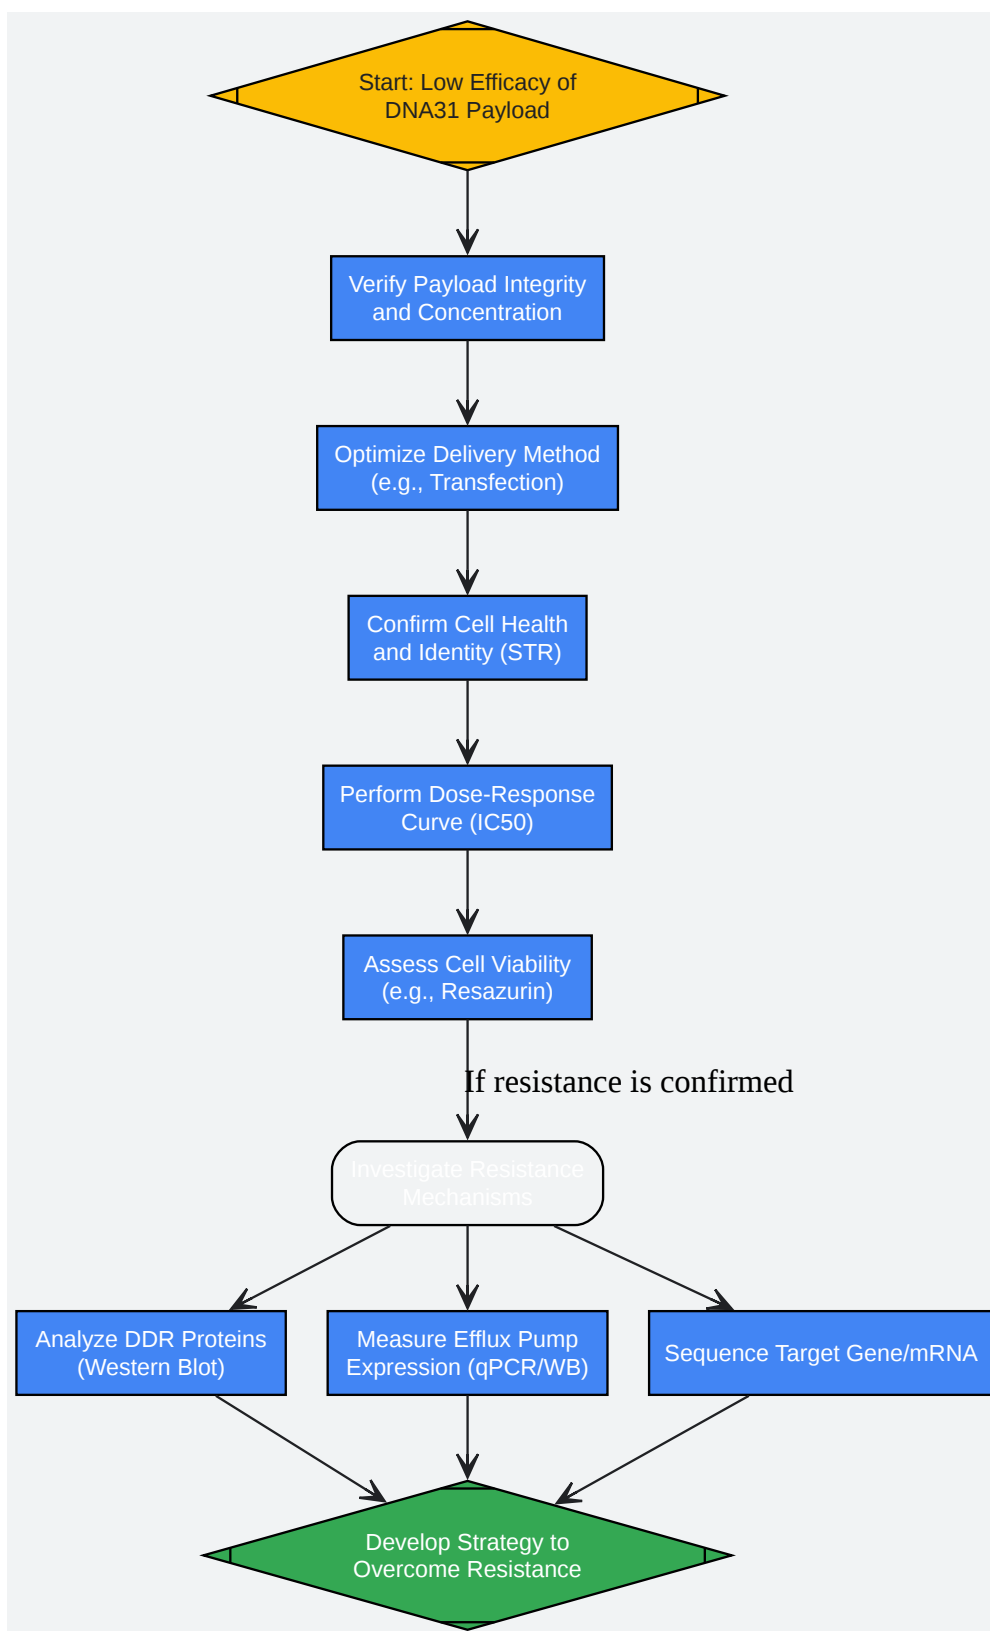 Start: Low Efficacy of
DNA31 Payload
Verify Payload Integrity
and Concentration
Optimize Delivery Method
(e.g., Transfection)
Confirm Cell Health
and Identity (STR)
Perform Dose-Response
Curve (IC50)
Assess Cell Viability
(e.g., Resazurin)
If resistance is confirmed
Investigate Resistance
Mechanisms
Analyze DDR Proteins
(Western Blot)
Measure Efflux Pump
Expression (qPCR/WB)
Sequence Target Gene/mRNA
Develop Strategy to
Overcome Resistance